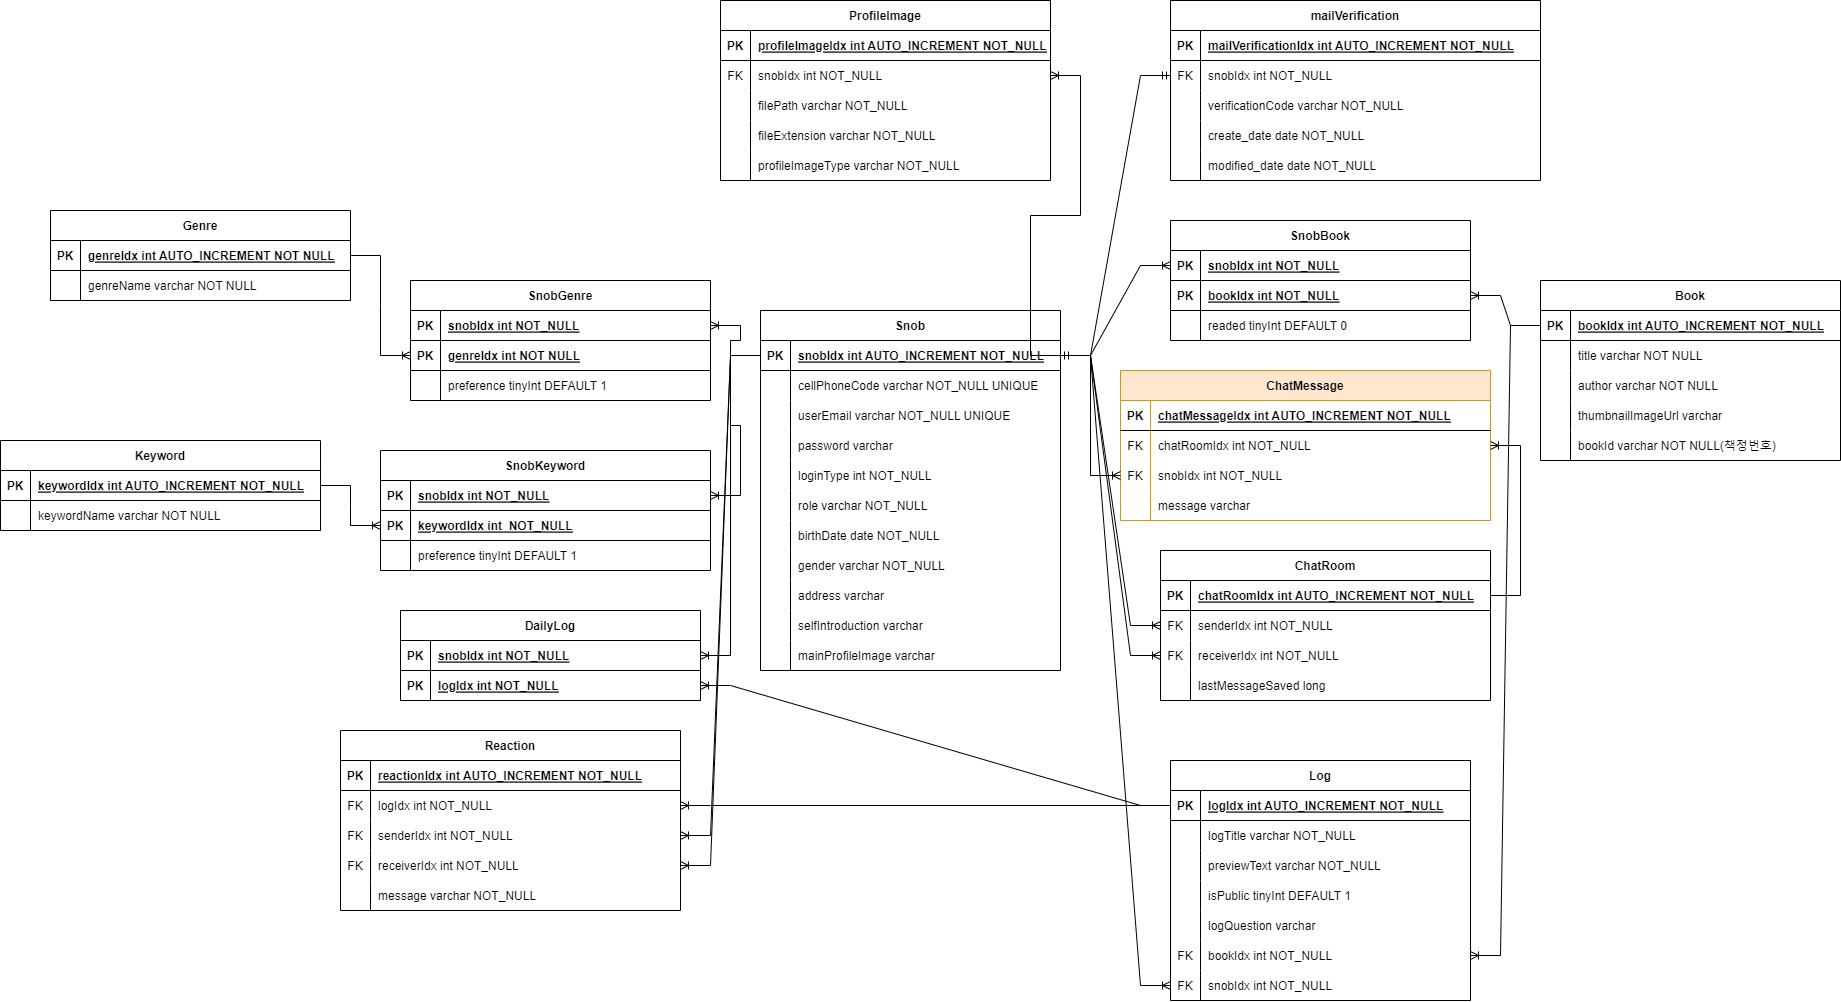 ProfileImage
PK profileImageIdx int AUTO_INCREMENT NOT_NULL
FK snobIdx int NOT_NULL
filePath varchar NOT_NULL
fileExtension varchar NOT_NULL
profileImageType varchar NOT_NULL
mailVerification
PK mailVerificationIdx int AUTO_INCREMENT NOT_NULL
FK snobIdx int NOT_NULL
verificationCode varchar NOT_NULL
create_date date NOT_NULL
modified_date date NOT_NULL
Genre
PK genreIdx int AUTO_INCREMENT NOT NULL
genreName varchar NOT NULL
SnobGenre
PK snobIdx int NOT_NULL
PK genreIdx int NOT NULL
preference tinyInt DEFAULT 1
Snob
PK snobIdx int AUTO_INCREMENT NOT_NULL
cellPhoneCode varchar NOT_NULL UNIQUE
userEmail varchar NOT_NULL UNIQUE
password varchar
loginType int NOT_NULL
role varchar NOT_NULL
birthDate date NOT_NULL
gender varchar NOT_NULL
address varchar
selfIntroduction varchar
mainProfileImage varchar
SnobBook
PK snobIdx int NOT_NULL
PK bookIdx int NOT_NULL
readed tinyInt DEFAULT 0
Book
PK bookIdx int AUTO_INCREMENT NOT_NULL
title varchar NOT NULL
author varchar NOT NULL
thumbnailImageUrl varchar
bookId varchar NOT NULL(책정번호)
ChatMessage
PK chatMessageIdx int AUTO_INCREMENT NOT_NULL
FK chatRoomIdx int NOT_NULL
FK snobIdx int NOT_NULL
message varchar
Keyword
PK keywordIdx int AUTO_INCREMENT NOT_NULL
keywordName varchar NOT NULL
SnobKeyword
PK snobIdx int NOT_NULL
PK keywordIdx int NOT_NULL
preference tinyInt DEFAULT 1
ChatRoom
PK chatRoomIdx int AUTO_INCREMENT NOT_NULL
FK senderIdx int NOT_NULL
FK receiverIdx int NOT_NULL
lastMessageSaved long
DailyLog
PK snobIdx int NOT_NULL
PK logIdx int NOT_NULL
Reaction
PK reactionIdx int AUTO_INCREMENT NOT_NULL
FK logIdx int NOT_NULL
FK senderIdx int NOT_NULL
FK receiverIdx int NOT_NULL
message varchar NOT_NULL
Log
PK logIdx int AUTO_INCREMENT NOT_NULL
logTitle varchar NOT_NULL
previewText varchar NOT_NULL
isPublic tinyInt DEFAULT 1
logQuestion varchar
FK bookIdx int NOT_NULL
FK snobIdx int NOT_NULL